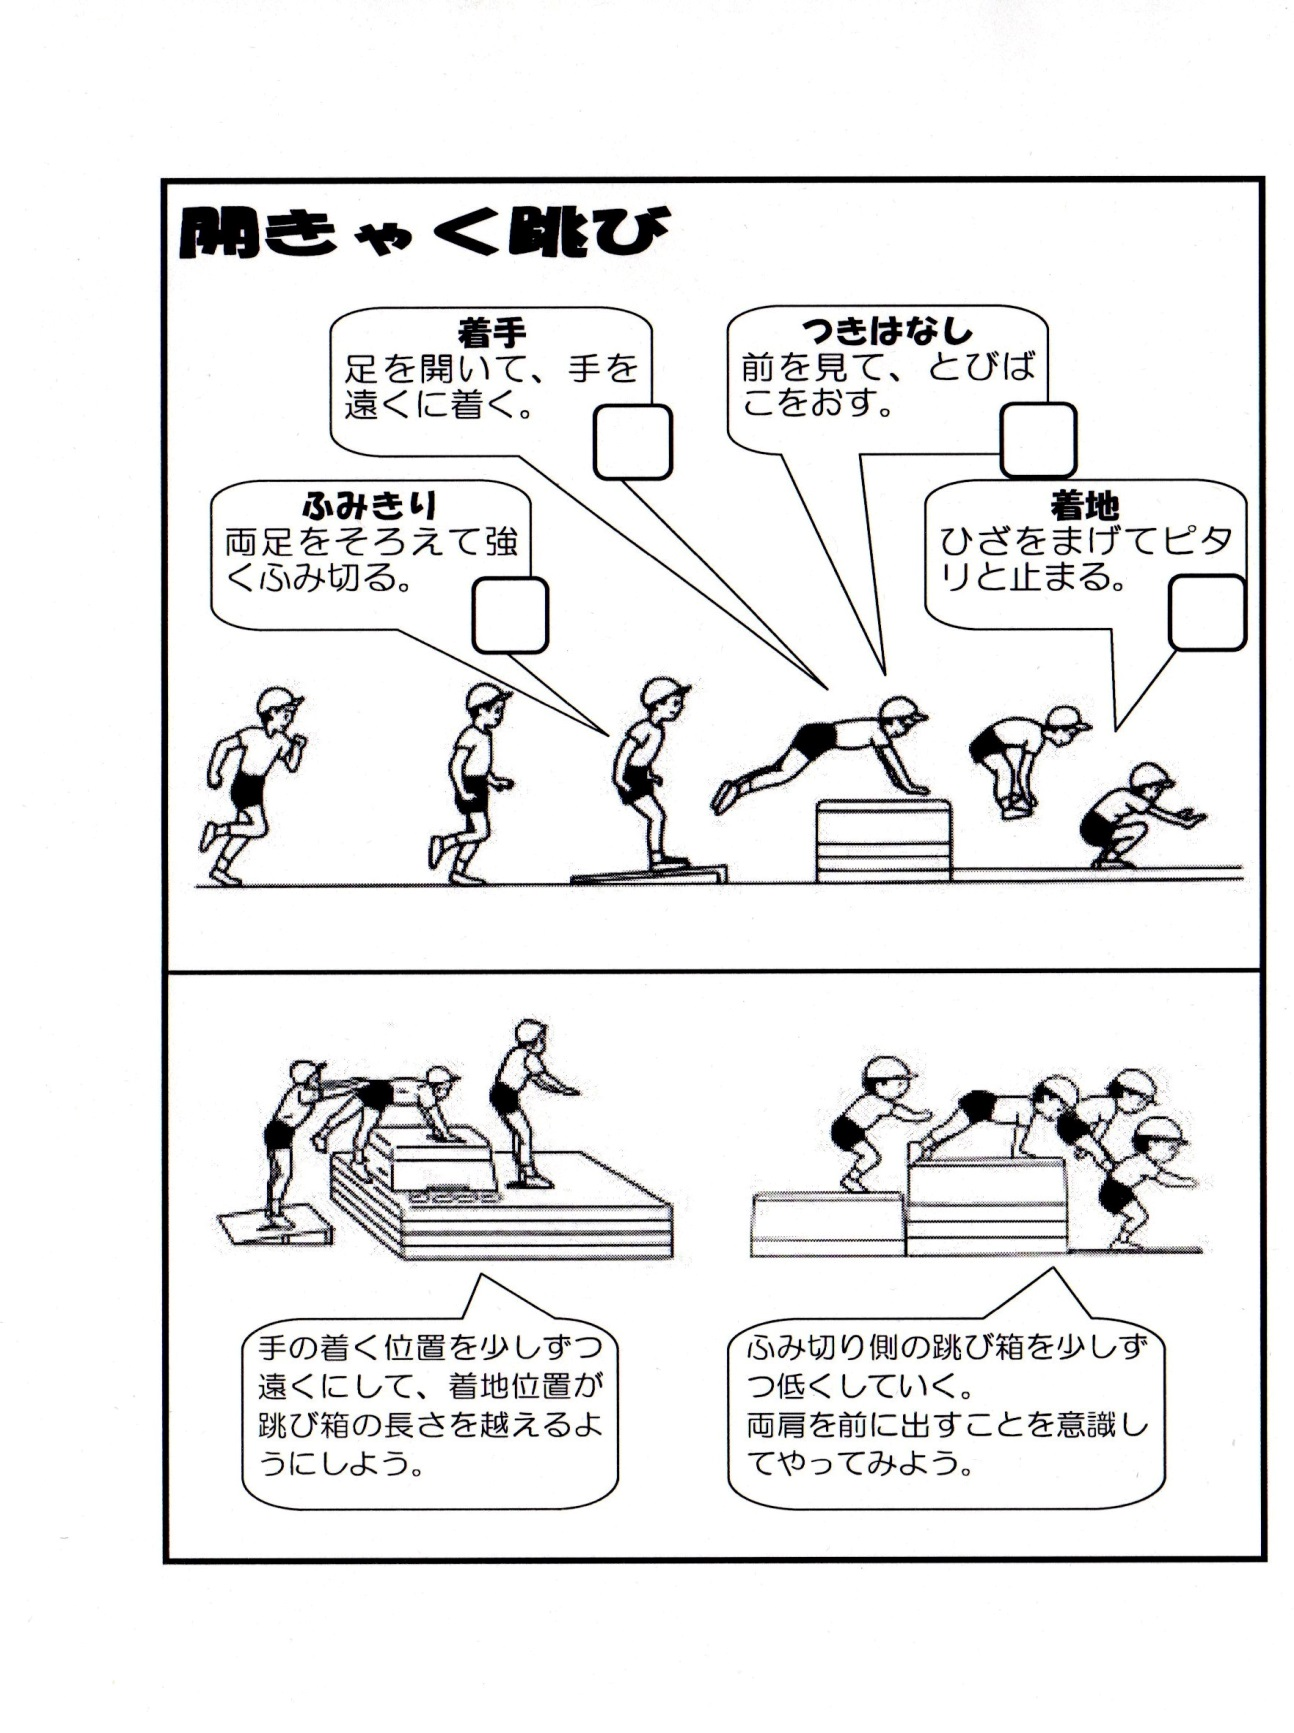 開きゃく跳び
着手
足を開いて、手を
遠くに着く。
つきはなし
前を見て、とびば
こをおす。
ふみきり
両足をそろえて強
くふみ切る。
着地
ひざをまげてピタ
リと止まる。
手の着く位置を少しずつ
遠くにして、着地位置が
跳び箱の長さを越えるよ
うにしよう。
ふみ切り側の跳び箱を少しず
つ低くしていく。
両肩を前に出すことを意識し
てやってみよう。